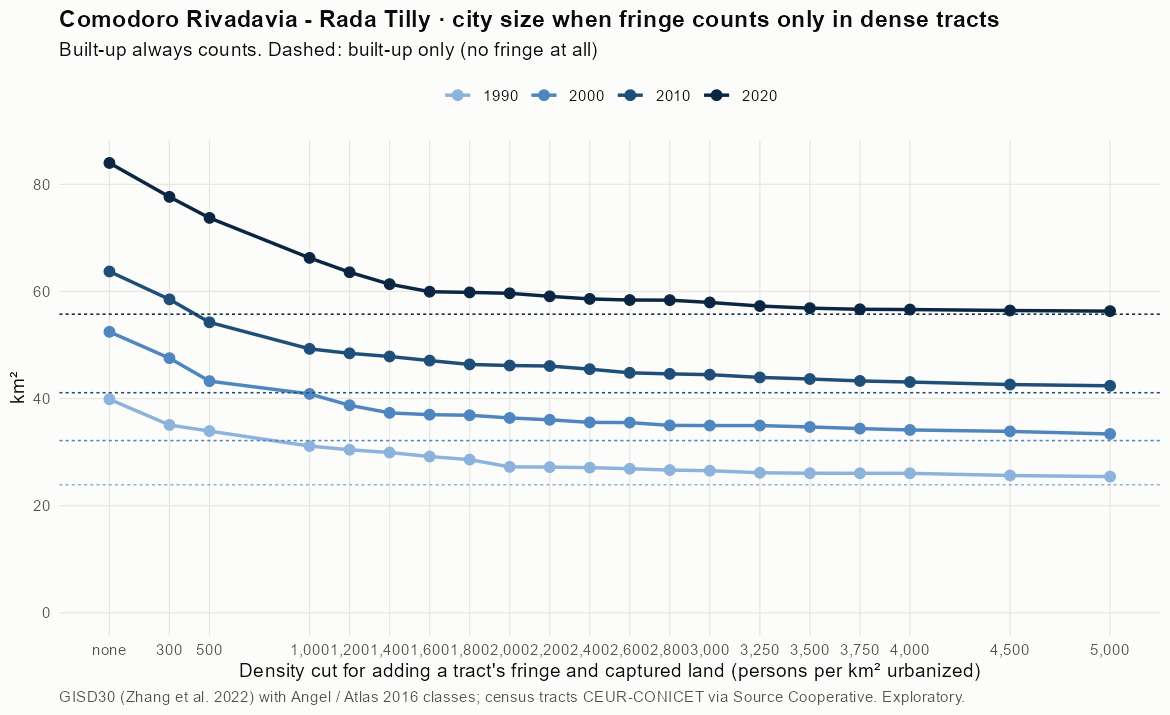 Comodoro Rivadavia - Rada Tilly · city size when fringe counts only in dense tracts
Built-up always counts. Dashed: built-up only (no fringe at all)
1990 2000 2010 2020
80
60
40
20
0
km²
none 300 500 1,000 1,200 1,400 1,600 1,800 2,000 2,200 2,400 2,600 2,800 3,000 3,250 3,500 3,750 4,000 4,500 5,000
Density cut for adding a tract's fringe and captured land (persons per km² urbanized)
GISD30 (Zhang et al. 2022) with Angel / Atlas 2016 classes; census tracts CEUR-CONICET via Source Cooperative. Exploratory.